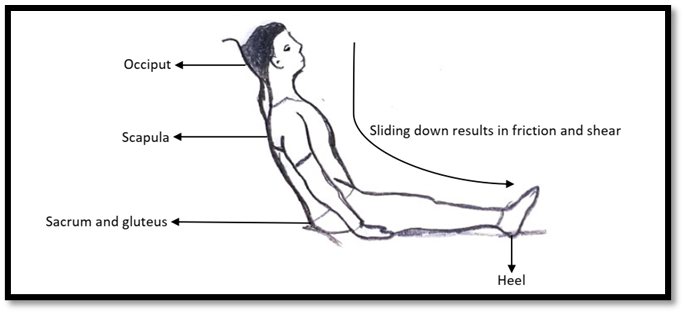 Occiput
Sliding down results in friction and shear
Scapula
Sacrum and gluteus
Heel